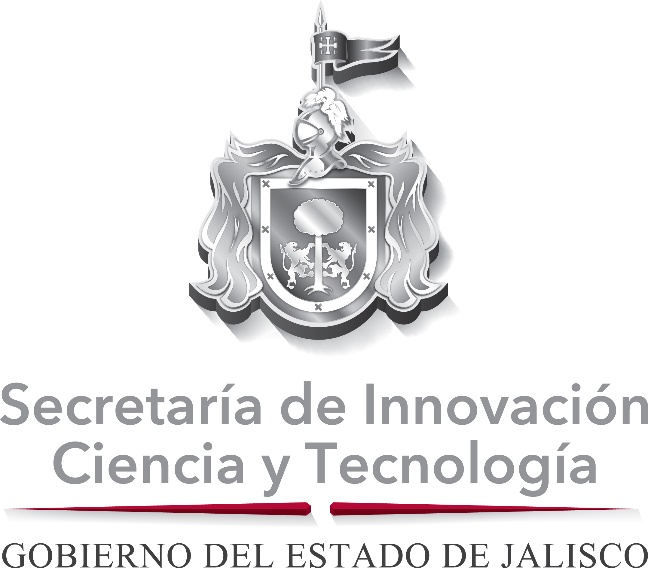 Secretaría de Innovación
Ciencia y Tecnología
GOBIERNO DEL ESTADO DE JALISCO